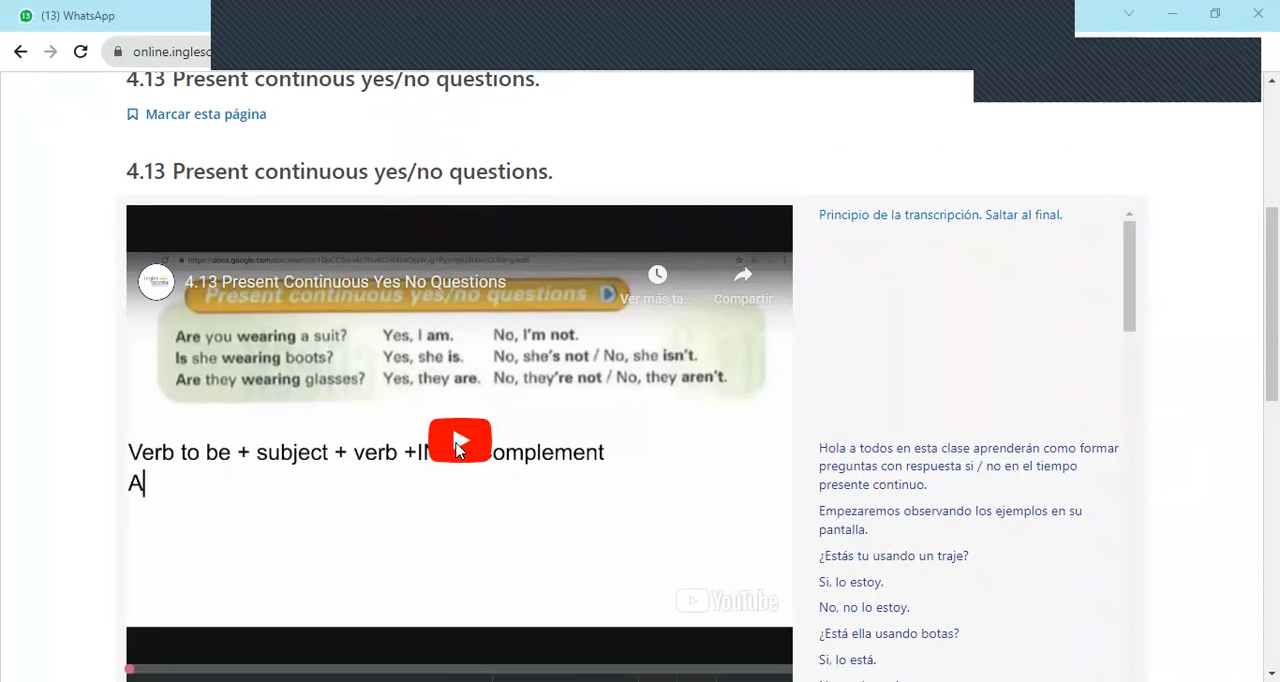 (13) WhatsApp
online.inglesc
4.13 Present continous yes/no questions.
Marcar esta página
4.13 Present continuous yes/no questions.
4.13 Present Continuous Yes No Questions
Ver más ta...
Compartir
Present continuous yes/no questions
Are you wearing a suit? Yes, I am. No, I'm not.
Is she wearing boots? Yes, she is. No, she's not / No, she isn't.
Are they wearing glasses? Yes, they are. No, they're not / No, they aren't.
Verb to be + subject + verb +IN omplement
A
YouTube
Principio de la transcripción. Saltar al final.
Hola a todos en esta clase aprenderán como formar
preguntas con respuesta si / no en el tiempo
presente continuo.
Empezaremos observando los ejemplos en su
pantalla.
¿Estás tu usando un traje?
Si, lo estoy.
No, no lo estoy.
¿Está ella usando botas?
Si, lo está.